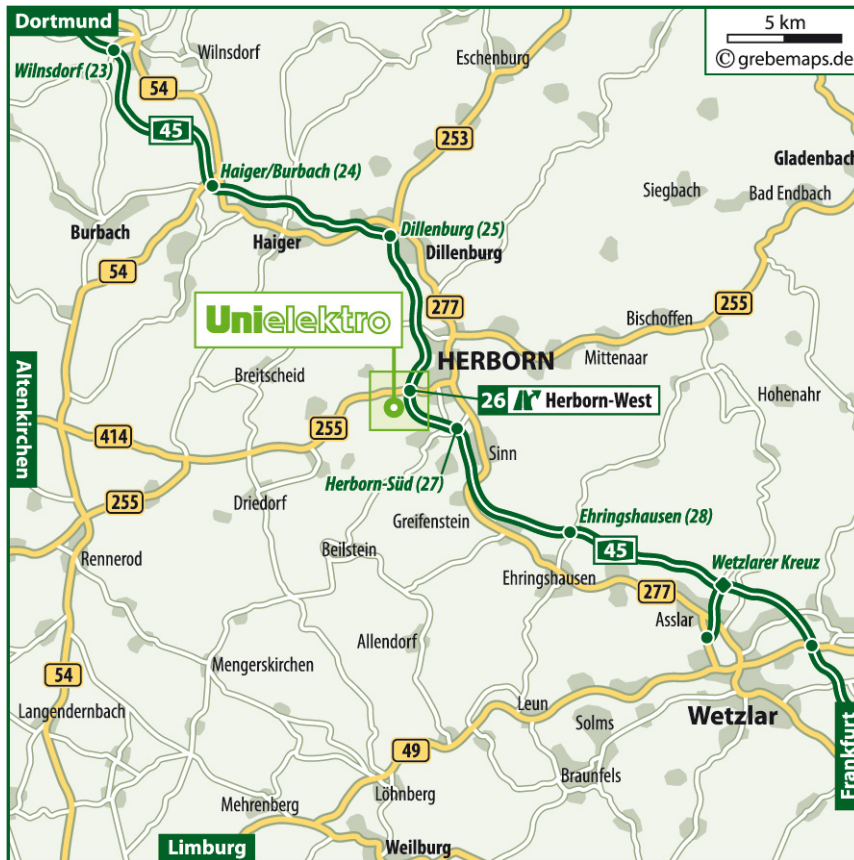 Dortmund
5 km
© grebemaps.de
Wilnsdorf (23)
Wilnsdorf
Eschenburg
54
45
253
Gladenbach
Haiger/Burbach (24)
Siegbach
Bad Endbach
Burbach
Haiger
Dillenburg (25)
Dillenburg
54
255
277
Unielektro
Bischoffen
Mittenaar
HERBORN
Altenkirchen
Breitscheid
Hohenahr
26 Herborn-West
255
414
Sinn
Herborn-Süd (27)
255
Driedorf
Greifenstein
Ehringshausen (28)
Beilstein
45
Rennerod
Wetzlarer Kreuz
Ehringshausen
277
Asslar
Allendorf
Mengerskirchen
54
Leun
Langendernbach
Wetzlar
Solms
49
Frankfurt
Braunfels
Löhnberg
Mehrenberg
Limburg
Weilburg